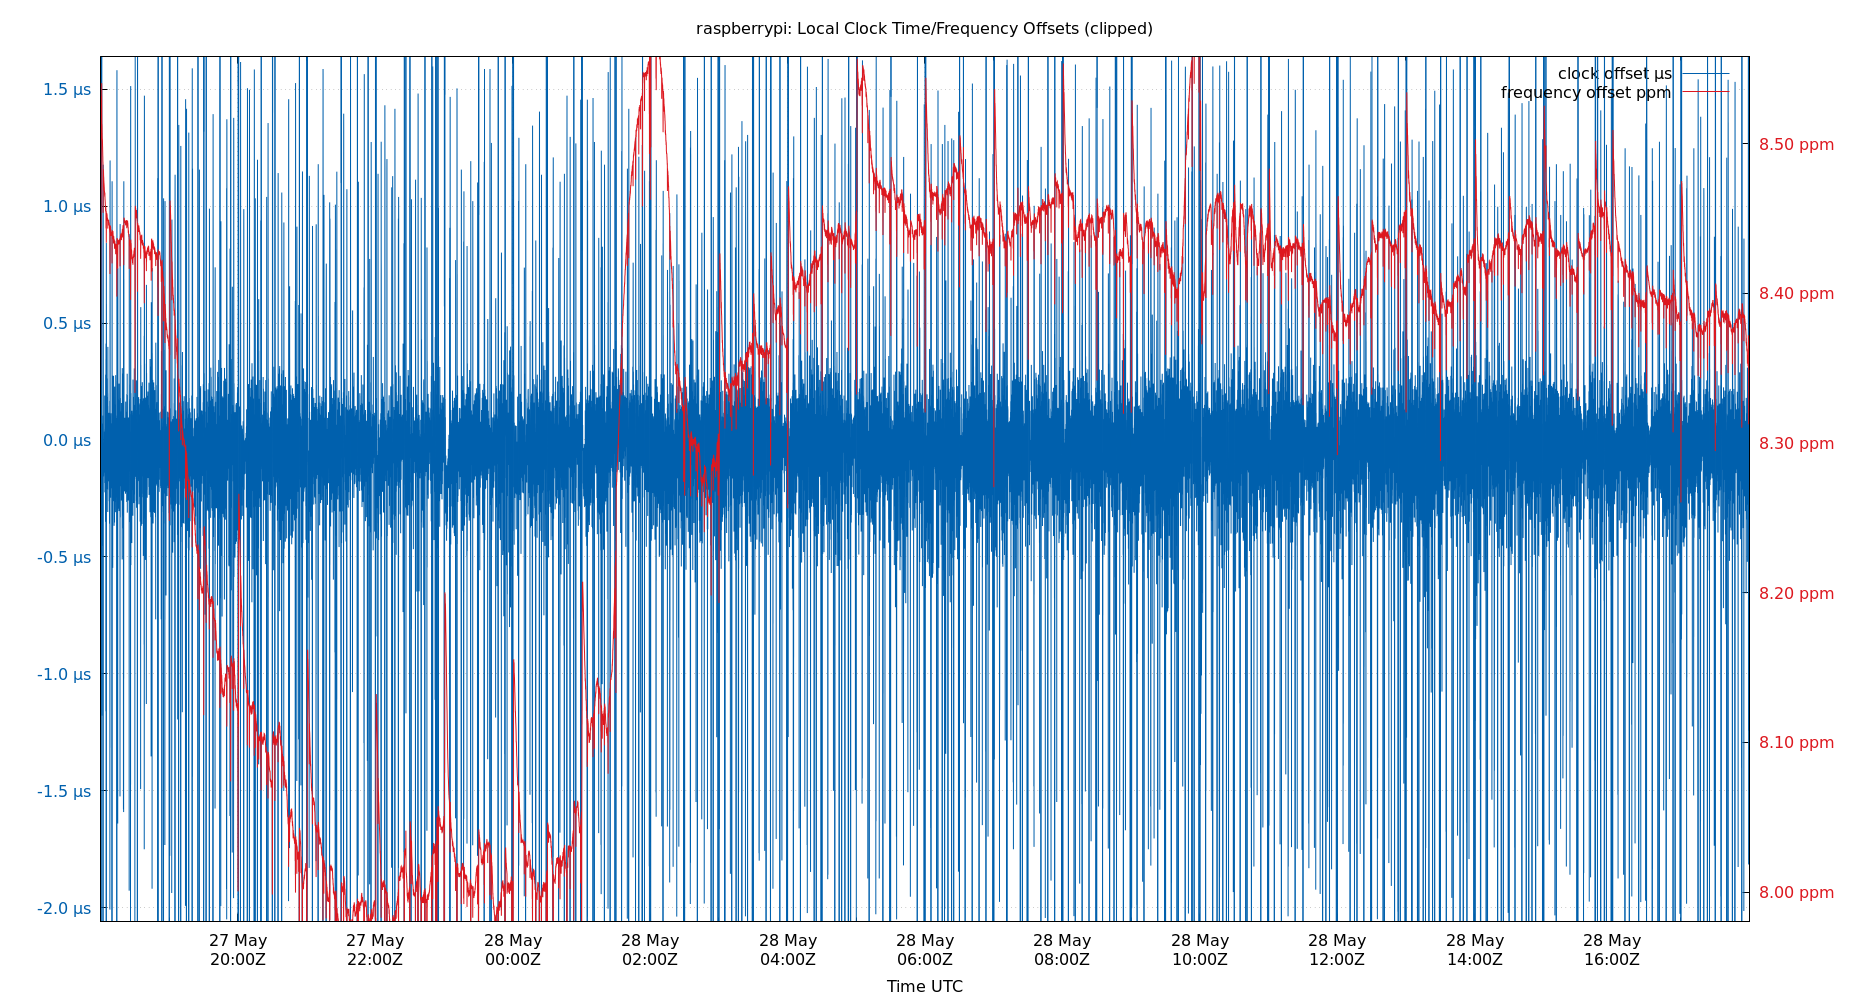 raspberrypi: Local Clock Time/Frequency Offsets (clipped)
clock offset µs
frequency offset ppm
1.5 µs
1.0 µs
0.5 µs
0.0 µs
-0.5 µs
-1.0 µs
-1.5 µs
-2.0 µs
8.50 ppm
8.40 ppm
8.30 ppm
8.20 ppm
8.10 ppm
8.00 ppm
27 May 27 May 28 May 28 May 28 May 28 May 28 May 28 May 28 May 28 May 28 May
20:00Z 22:00Z 00:00Z 02:00Z 04:00Z 06:00Z 08:00Z 10:00Z 12:00Z 14:00Z 16:00Z
Time UTC